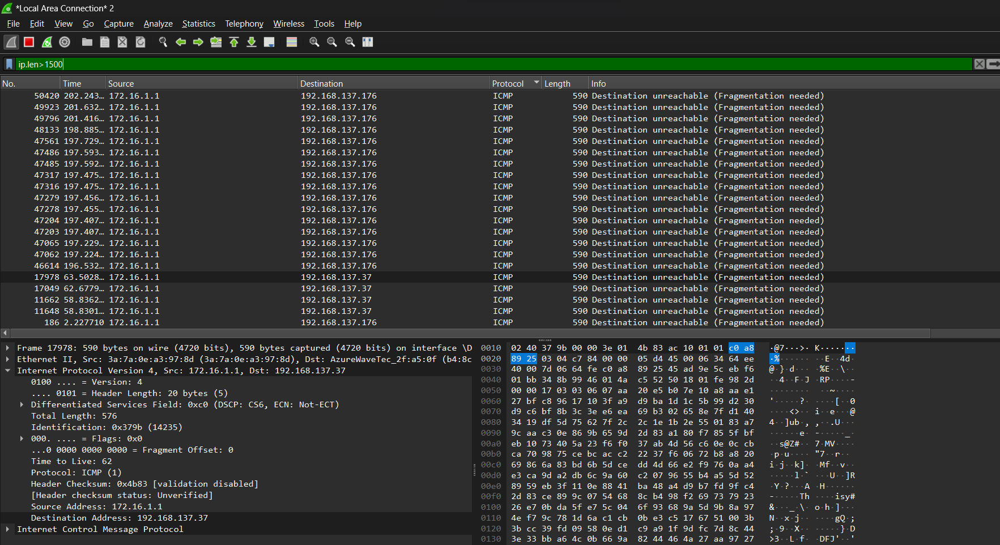 *Local Area Connection* 2
File Edit View Go Capture Analyze Statistics Telephony Wireless Tools Help
ip.len>1500
No. Time Source Destination Protocol Length Info
50420 202.243… 172.16.1.1 192.168.137.176 ICMP 590 Destination unreachable (Fragmentation needed)
49923 201.632… 172.16.1.1 192.168.137.176 ICMP 590 Destination unreachable (Fragmentation needed)
49796 201.416… 172.16.1.1 192.168.137.176 ICMP 590 Destination unreachable (Fragmentation needed)
48133 198.885… 172.16.1.1 192.168.137.176 ICMP 590 Destination unreachable (Fragmentation needed)
47561 197.729… 172.16.1.1 192.168.137.176 ICMP 590 Destination unreachable (Fragmentation needed)
47486 197.593… 172.16.1.1 192.168.137.176 ICMP 590 Destination unreachable (Fragmentation needed)
47485 197.592… 172.16.1.1 192.168.137.176 ICMP 590 Destination unreachable (Fragmentation needed)
47317 197.475… 172.16.1.1 192.168.137.176 ICMP 590 Destination unreachable (Fragmentation needed)
47316 197.475… 172.16.1.1 192.168.137.176 ICMP 590 Destination unreachable (Fragmentation needed)
47279 197.456… 172.16.1.1 192.168.137.176 ICMP 590 Destination unreachable (Fragmentation needed)
47278 197.455… 172.16.1.1 192.168.137.176 ICMP 590 Destination unreachable (Fragmentation needed)
47204 197.407… 172.16.1.1 192.168.137.176 ICMP 590 Destination unreachable (Fragmentation needed)
47203 197.407… 172.16.1.1 192.168.137.176 ICMP 590 Destination unreachable (Fragmentation needed)
47065 197.229… 172.16.1.1 192.168.137.176 ICMP 590 Destination unreachable (Fragmentation needed)
47062 197.224… 172.16.1.1 192.168.137.176 ICMP 590 Destination unreachable (Fragmentation needed)
46614 196.532… 172.16.1.1 192.168.137.176 ICMP 590 Destination unreachable (Fragmentation needed)
17978 63.5028… 172.16.1.1 192.168.137.37 ICMP 590 Destination unreachable (Fragmentation needed)
17049 62.6779… 172.16.1.1 192.168.137.37 ICMP 590 Destination unreachable (Fragmentation needed)
11662 58.8362… 172.16.1.1 192.168.137.37 ICMP 590 Destination unreachable (Fragmentation needed)
11648 58.8301… 172.16.1.1 192.168.137.37 ICMP 590 Destination unreachable (Fragmentation needed)
186 2.227710 172.16.1.1 192.168.137.176 ICMP 590 Destination unreachable (Fragmentation needed)
Frame 17978: 590 bytes on wire (4720 bits), 590 bytes captured (4720 bits) on interface \D
Ethernet II, Src: 3a:7a:0e:a3:97:8d (3a:7a:0e:a3:97:8d), Dst: AzureWaveTec_2f:a5:0f (b4:8c
Internet Protocol Version 4, Src: 172.16.1.1, Dst: 192.168.137.37
0100 .... = Version: 4
.... 0101 = Header Length: 20 bytes (5)
Differentiated Services Field: 0xc0 (DSCP: CS6, ECN: Not-ECT)
Total Length: 576
Identification: 0x379b (14235)
000. .... = Flags: 0x0
...0 0000 0000 0000 = Fragment Offset: 0
Time to Live: 62
Protocol: ICMP (1)
Header Checksum: 0x4b83 [validation disabled]
[Header checksum status: Unverified]
Source Address: 172.16.1.1
Destination Address: 192.168.137.37
Internet Control Message Protocol
0010 02 40 37 9b 00 00 3e 01 4b 83 ac 10 01 01 c0 a8 ·@7···>· K·······
0020 89 25 03 04 c7 84 00 00 05 d4 45 00 06 34 64 ee ·%······ ··E··4d·
0030 40 00 7d 06 64 fe c0 a8 89 25 45 ad 9e 5c eb f6 @·}·d··· ·%E··\··
0040 01 bb 34 8b 99 46 01 4a c5 52 50 18 01 fe 98 2d ··4··F·J ·RP····-
0050 00 00 17 03 03 06 07 aa 20 e5 b0 7e 10 a8 aa e1 ········ ··~····
0060 27 bf c8 96 17 10 3f a9 d9 ba 1d 1c 5b 99 d2 30 '·····?· ····[··0
0070 d9 c6 bf 8b 3c 3e e6 ea 69 b3 02 65 8e 7f d1 40 ····<>·· i··e···@
0080 34 19 df 5d 75 62 7f 2c 2c 1e 1b 2e 55 01 83 a7 4··]ub·, ,··.U···
0090 9c aa c3 0e 86 9b 65 9d 2d 83 a1 80 f7 85 5f bf ······e· -·····_·
00a0 eb 10 73 40 5a 23 f6 f0 37 ab 4d 56 c6 0e 0c cb ··s@Z#·· 7·MV····
00b0 ca 70 98 75 ce bc ac c2 22 37 f6 06 72 b8 a8 20 ·p·u···· "7··r··
00c0 69 86 6a 83 bd 6b 5d ce dd 4d 66 e2 f9 76 0a a4 i·j··k]· ·Mf··v··
00d0 e3 ca 9d a2 db 6c 9a 60 c2 07 96 55 b4 a5 5d 52 ·····l·` ···U··]R
00e0 89 59 eb 3f 11 0e 88 41 ba 48 a4 d9 b7 fd 9f c4 ·Y·?···A ·H······
00f0 2d 83 ce 89 9c 07 54 68 8c b4 98 f2 69 73 79 23 -·····Th ····isy#
0100 26 e7 0b da 5f e7 5c 04 6f 93 68 9a 5d 9b 8a 97 &···_·\· o·h·]···
0110 4e f7 9c 78 1d 6a c1 cb 0b e3 c5 17 67 51 00 3b N··x·j·· ····gQ·;
0120 3b cc 39 fd 09 58 0e d1 c9 a9 1f 9d fc 7d 8c 44 ;·9··X·· ·····}·D
0130 3e 33 bb a6 4c 0b 66 9a 82 44 46 4a 27 aa 97 27 >3··L·f· ·DFJ'··'